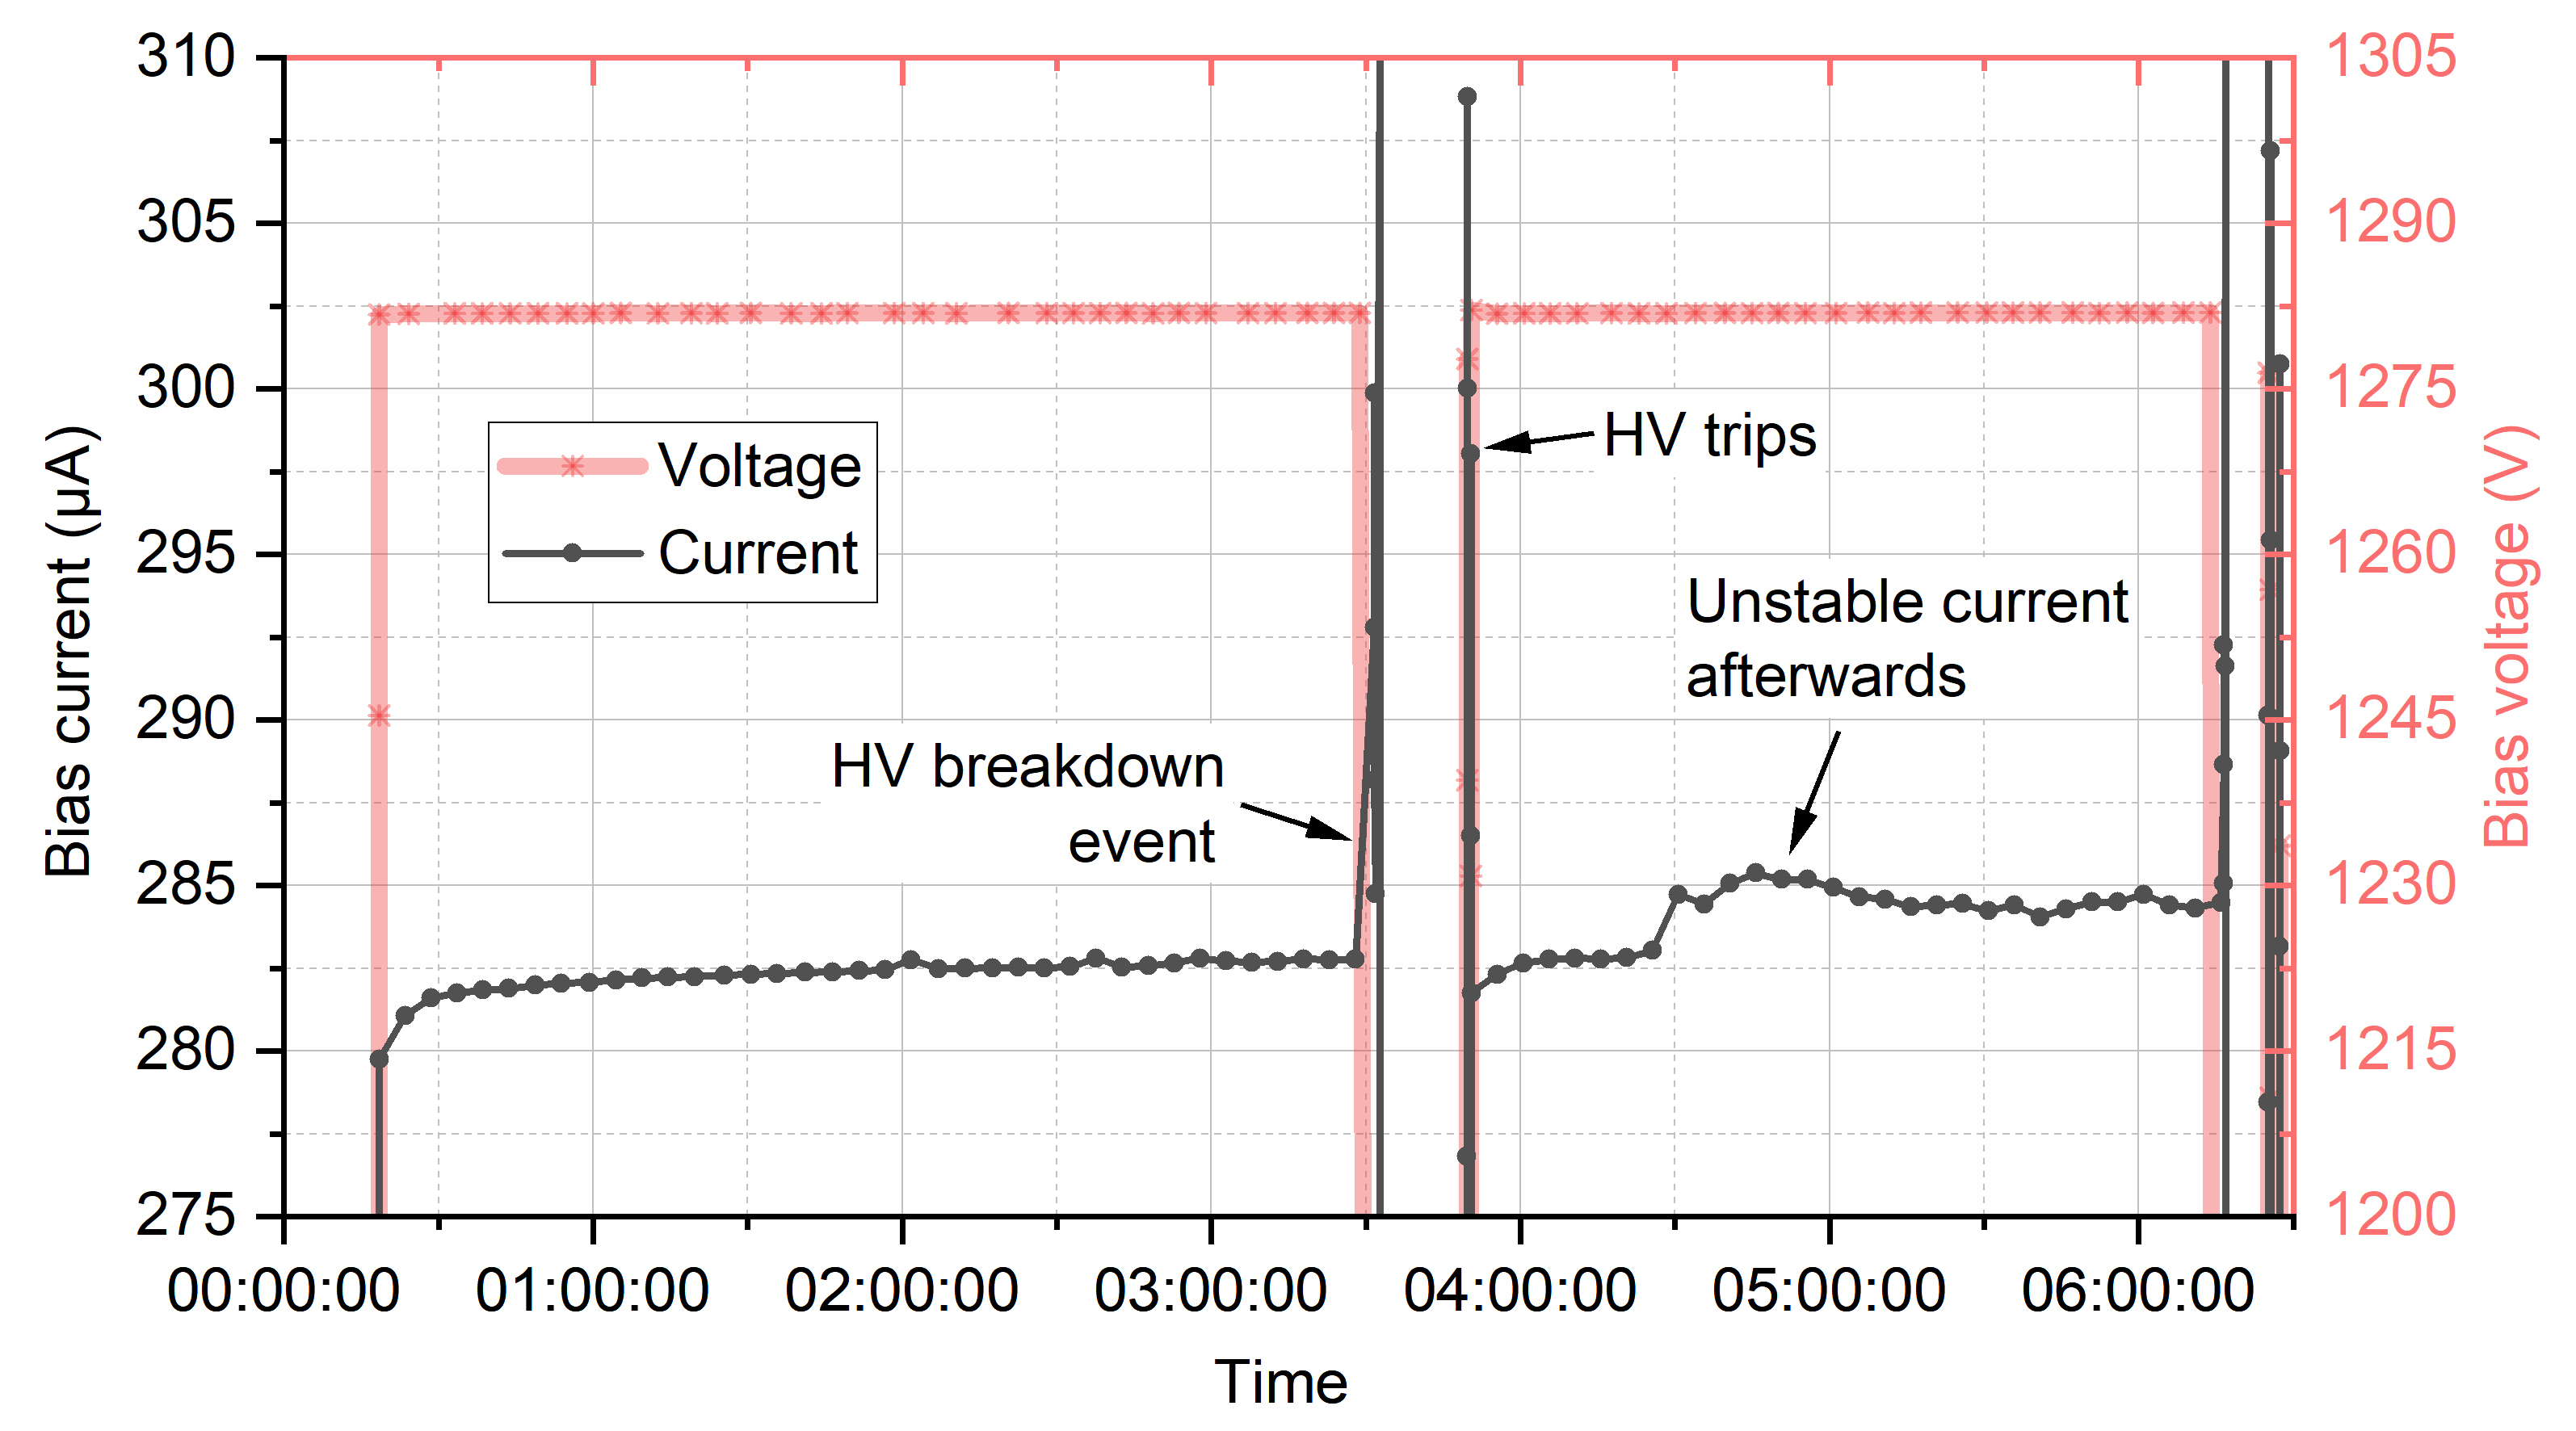 310
305
300
295
290
285
280
275
Bias current (μA)
1305
1290
1275
1260
1245
1230
1215
1200
Bias voltage (V)
Voltage
Current
HV trips
Unstable current
afterwards
HV breakdown
event
00:00:00
01:00:00
02:00:00
03:00:00
04:00:00
05:00:00
06:00:00
Time